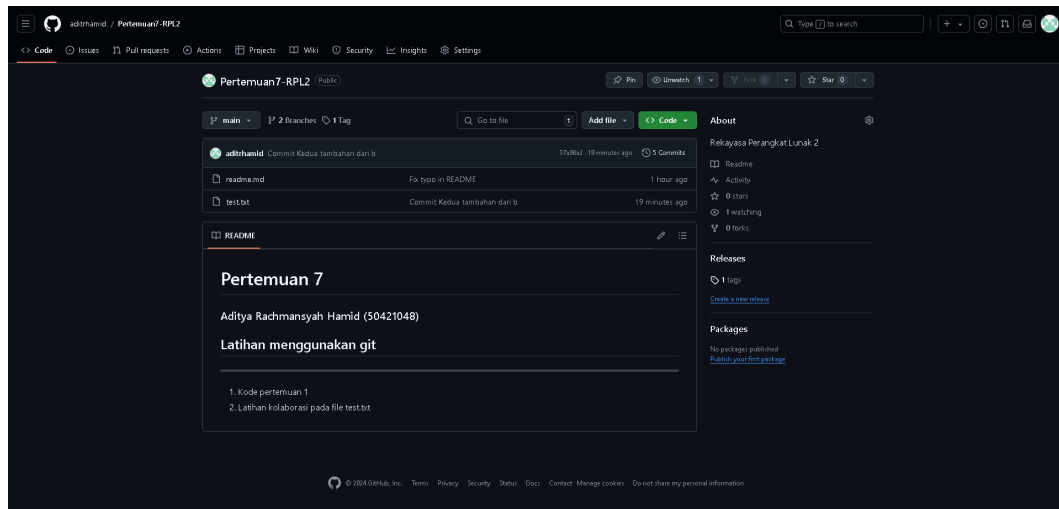 aditrhamid / Pertemuan7-RPL2
Type / to search
Code Issues Pull requests Actions Projects Wiki Security Insights Settings
Pertemuan7-RPL2 Public
Pin Unwatch 1 Fork 0 Star 0
main 2 Branches 1 Tag
Go to file t Add file Code
aditrhamid Commit Kedua tambahan dari b 37a96a2 · 19 minutes ago 5 Commits
readme.md Fix typo in README 1 hour ago
test.txt Commit Kedua tambahan dari b 19 minutes ago
README
Pertemuan 7
Aditya Rachmansyah Hamid (50421048)
Latihan menggunakan git
1. Kode pertemuan 1
2. Latihan kolaborasi pada file test.txt
About
Rekayasa Perangkat Lunak 2
Readme
Activity
0 stars
1 watching
0 forks
Releases
1 tags
Create a new release
Packages
No packages published
Publish your first package
© 2024 GitHub, Inc. Terms Privacy Security Status Docs Contact Manage cookies Do not share my personal information